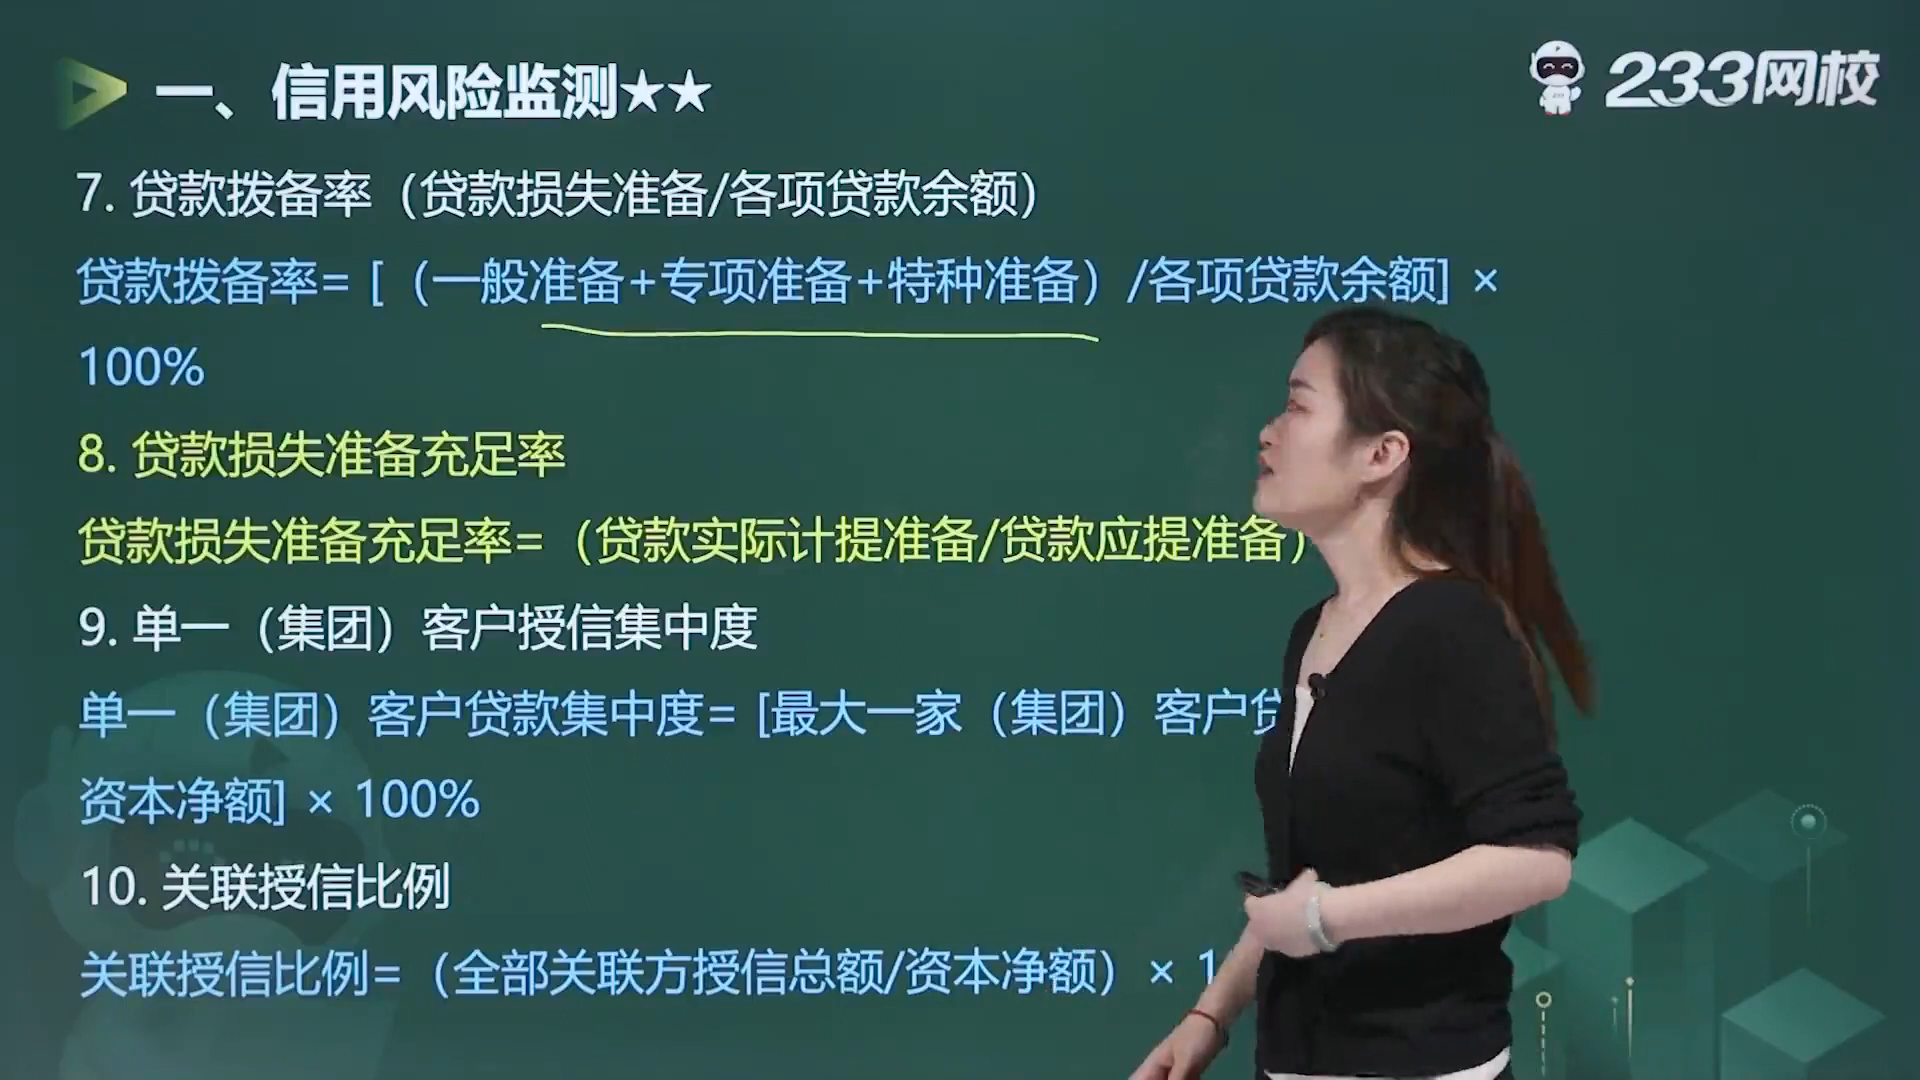 一、信用风险监测★★
233网校
7. 贷款拨备率（贷款损失准备/各项贷款余额）
贷款拨备率= [（一般准备+专项准备+特种准备）/各项贷款余额] ×
100%
8. 贷款损失准备充足率
贷款损失准备充足率=（贷款实际计提准备/贷款应提准备）
9. 单一（集团）客户授信集中度
单一（集团）客户贷款集中度= [最大一家（集团）客户贷
资本净额] × 100%
10. 关联授信比例
关联授信比例=（全部关联方授信总额/资本净额）× 1